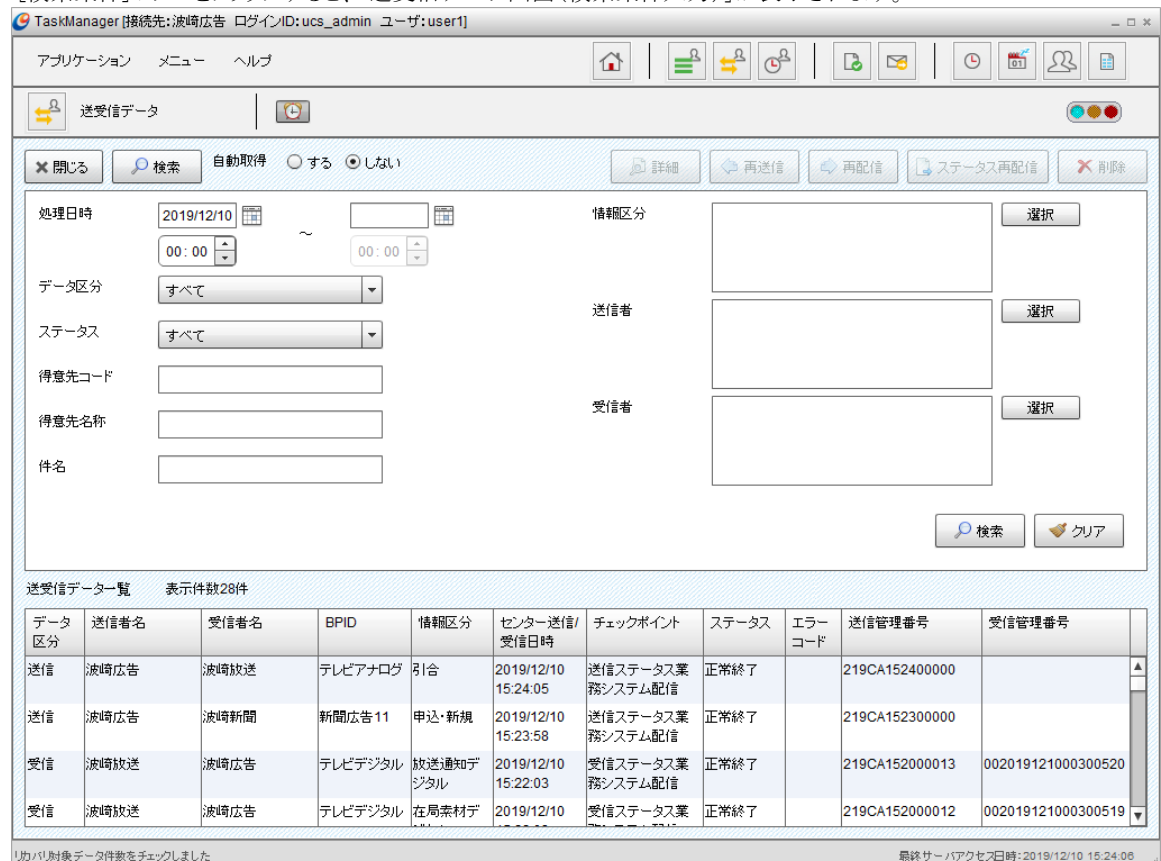 TaskManager [接続先:波崎広告 ログインID:ucs_admin ユーザ:user1]
アプリケーション メニュー ヘルプ
送受信データ
閉じる 検索 自動取得 する しない 詳細 再送信 再配信 ステータス再配信 削除
処理日時 2019/12/10 ～ 情報区分 選択
00:00 00:00
データ区分 すべて
送信者 選択
ステータス すべて
得意先コード
受信者 選択
得意先名称
件名
検索 クリア
送受信データ一覧 表示件数28件
データ 送信者名 受信者名 BPID 情報区分 センター送信/ チェックポイント ステータス エラー 送信管理番号 受信管理番号
区分 受信日時 コード
送信 波崎広告 波崎放送 テレビアナログ 引合 2019/12/10 送信ステータス業 正常終了 219CA152400000
15:24:05 務システム配信
送信 波崎広告 波崎新聞 新聞広告11 申込・新規 2019/12/10 送信ステータス業 正常終了 219CA152300000
15:23:58 務システム配信
受信 波崎放送 波崎広告 テレビデジタル 放送通知デ 2019/12/10 受信ステータス業 正常終了 219CA152000013 002019121000300520
ジタル 15:22:03 務システム配信
受信 波崎放送 波崎広告 テレビデジタル 在局素材デ 2019/12/10 受信ステータス業 正常終了 219CA152000012 002019121000300519
リカバリ対象データ件数をチェックしました 最終サーバアクセス日時:2019/12/10 15:24:06